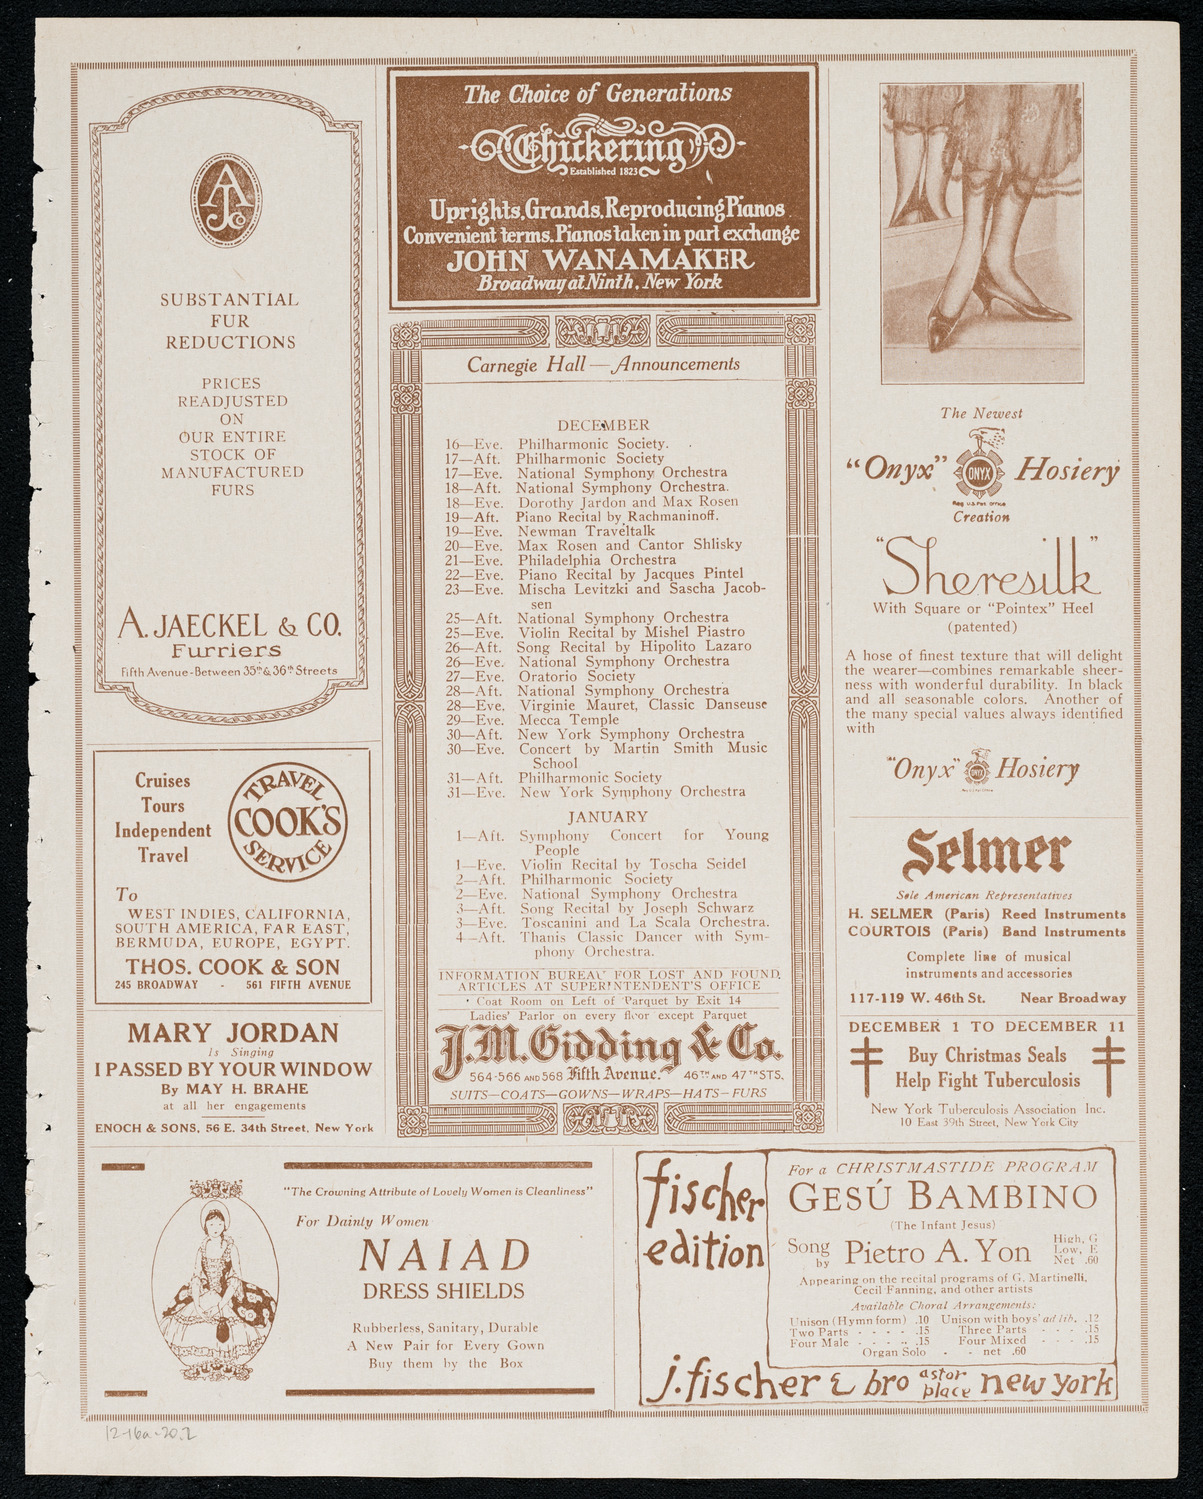 AJCo
SUBSTANTIAL
FUR
REDUCTIONS
PRICES
READJUSTED
ON
OUR ENTIRE
STOCK OF
MANUFACTURED
FURS
A. JAECKEL & CO.
Furriers
Fifth Avenue-Between 35th & 36th Streets
Cruises
Tours
Independent
Travel
TRAVEL
COOK'S
SERVICE
To
WEST INDIES, CALIFORNIA,
SOUTH AMERICA, FAR EAST,
BERMUDA, EUROPE, EGYPT.
THOS. COOK & SON
245 BROADWAY - 561 FIFTH AVENUE
MARY JORDAN
Is Singing
I PASSED BY YOUR WINDOW
By MAY H. BRAHE
at all her engagements
ENOCH & SONS, 56 E. 34th Street, New York
The Choice of Generations
Chickering
Established 1823
Uprights, Grands, Reproducing Pianos
Convenient terms. Pianos taken in part exchange
JOHN WANAMAKER
Broadway at Ninth, New York
Carnegie Hall—Announcements
DECEMBER
16—Eve. Philharmonic Society.
17—Aft. Philharmonic Society
17—Eve. National Symphony Orchestra
18—Aft. National Symphony Orchestra.
18—Eve. Dorothy Jardon and Max Rosen
19—Aft. Piano Recital by Rachmaninoff.
19—Eve. Newman Traveltalk
20—Eve. Max Rosen and Cantor Shlisky
21—Eve. Philadelphia Orchestra
22—Eve. Piano Recital by Jacques Pintel
23—Eve. Mischa Levitzki and Sascha Jacob-
sen
25—Aft. National Symphony Orchestra
25—Eve. Violin Recital by Mishel Piastro
26—Aft. Song Recital by Hipolito Lazaro
26—Eve. National Symphony Orchestra
27—Eve. Oratorio Society
28—Aft. National Symphony Orchestra
28—Eve. Virginie Mauret, Classic Danseuse
29—Eve. Mecca Temple
30—Aft. New York Symphony Orchestra
30—Eve. Concert by Martin Smith Music
School
31—Aft. Philharmonic Society
31—Eve. New York Symphony Orchestra
JANUARY
1—Aft. Symphony Concert for Young
People
1—Eve. Violin Recital by Toscha Seidel
2—Aft. Philharmonic Society
2—Eve. National Symphony Orchestra
3—Aft. Song Recital by Joseph Schwarz
3—Eve. Toscanini and La Scala Orchestra.
4—Aft. Thanis Classic Dancer with Sym-
phony Orchestra.
INFORMATION BUREAU FOR LOST AND FOUND
ARTICLES AT SUPERINTENDENT'S OFFICE
Coat Room on Left of Parquet by Exit 14
Ladies' Parlor on every floor except Parquet
J.M. Gidding & Co.
564-566 AND 568 Fifth Avenue. 46TH AND 47TH STS.
SUITS—COATS—GOWNS—WRAPS—HATS—FURS
The Newest
"Onyx" ONYX Hosiery
Reg. U.S. Pat. Office
Creation
"Sheresilk"
With Square or "Pointex" Heel
(patented)
A hose of finest texture that will delight
the wearer—combines remarkable sheer-
ness with wonderful durability. In black
and all seasonable colors. Another of
the many special values always identified
with
"Onyx" Hosiery
Selmer
Sole American Representatives
H. SELMER (Paris) Reed Instruments
COURTOIS (Paris) Band Instruments
Complete line of musical
instruments and accessories
117-119 W. 46th St. Near Broadway
DECEMBER 1 TO DECEMBER 11
Buy Christmas Seals
Help Fight Tuberculosis
New York Tuberculosis Association Inc.
10 East 39th Street, New York City
"The Crowning Attribute of Lovely Women is Cleanliness"
For Dainty Women
NAIAD
DRESS SHIELDS
Rubberless, Sanitary, Durable
A New Pair for Every Gown
Buy them by the Box
fischer
edition
For a CHRISTMASTIDE PROGRAM
GESÚ BAMBINO
(The Infant Jesus)
Song by Pietro A. Yon
High, G
Low, E
Net .60
Appearing on the recital programs of G. Martinelli,
Cecil Fanning, and other artists
Available Choral Arrangements:
Unison (Hymn form) .10 Unison with boys' ad lib. .12
Two Parts - - - - .15 Three Parts - - - .15
Four Male - - - - .15 Four Mixed - - - .15
Organ Solo - - net .60
j. fischer & bro astor place new york
12-16a-20.2